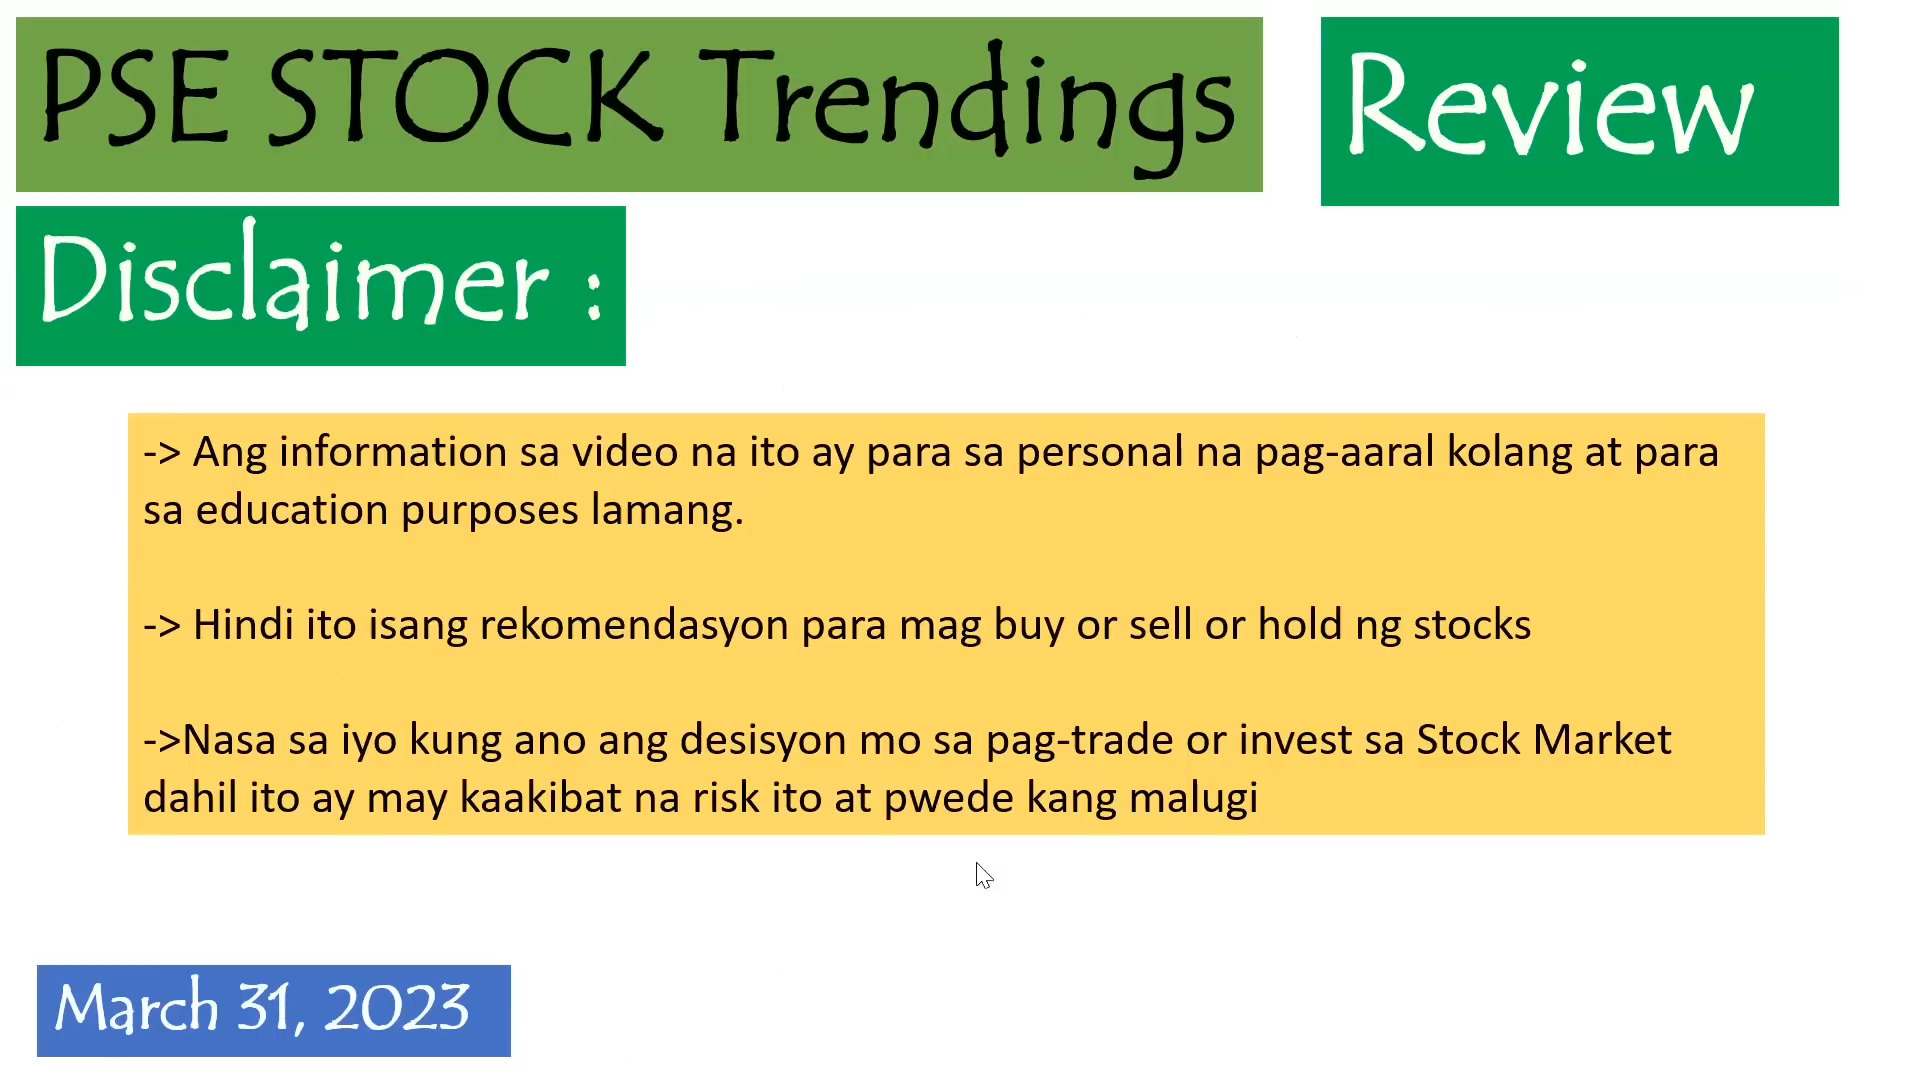 PSE STOCK Trendings
Review
Disclaimer :
-> Ang information sa video na ito ay para sa personal na pag-aaral kolang at para
sa education purposes lamang.
-> Hindi ito isang rekomendasyon para mag buy or sell or hold ng stocks
->Nasa sa iyo kung ano ang desisyon mo sa pag-trade or invest sa Stock Market
dahil ito ay may kaakibat na risk ito at pwede kang malugi
March 31, 2023